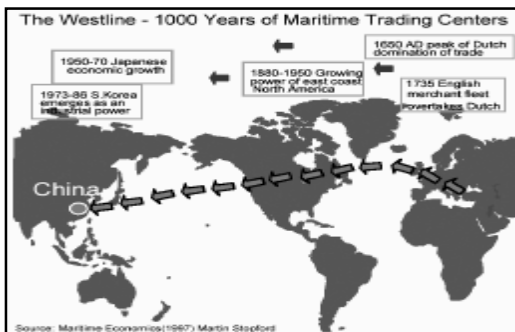 The Westline - 1000 Years of Maritime Trading Centers
1650 AD peak of Dutch
domination of trade
1950-70 Japanese
economic growth
1880-1950 Growing
power of east coast
North America
1973-86 S.Korea
emerges as an
industrial power
1735 English
merchant fleet
overtakes Dutch
China
Source: Maritime Economics(1997) Martin Stopford